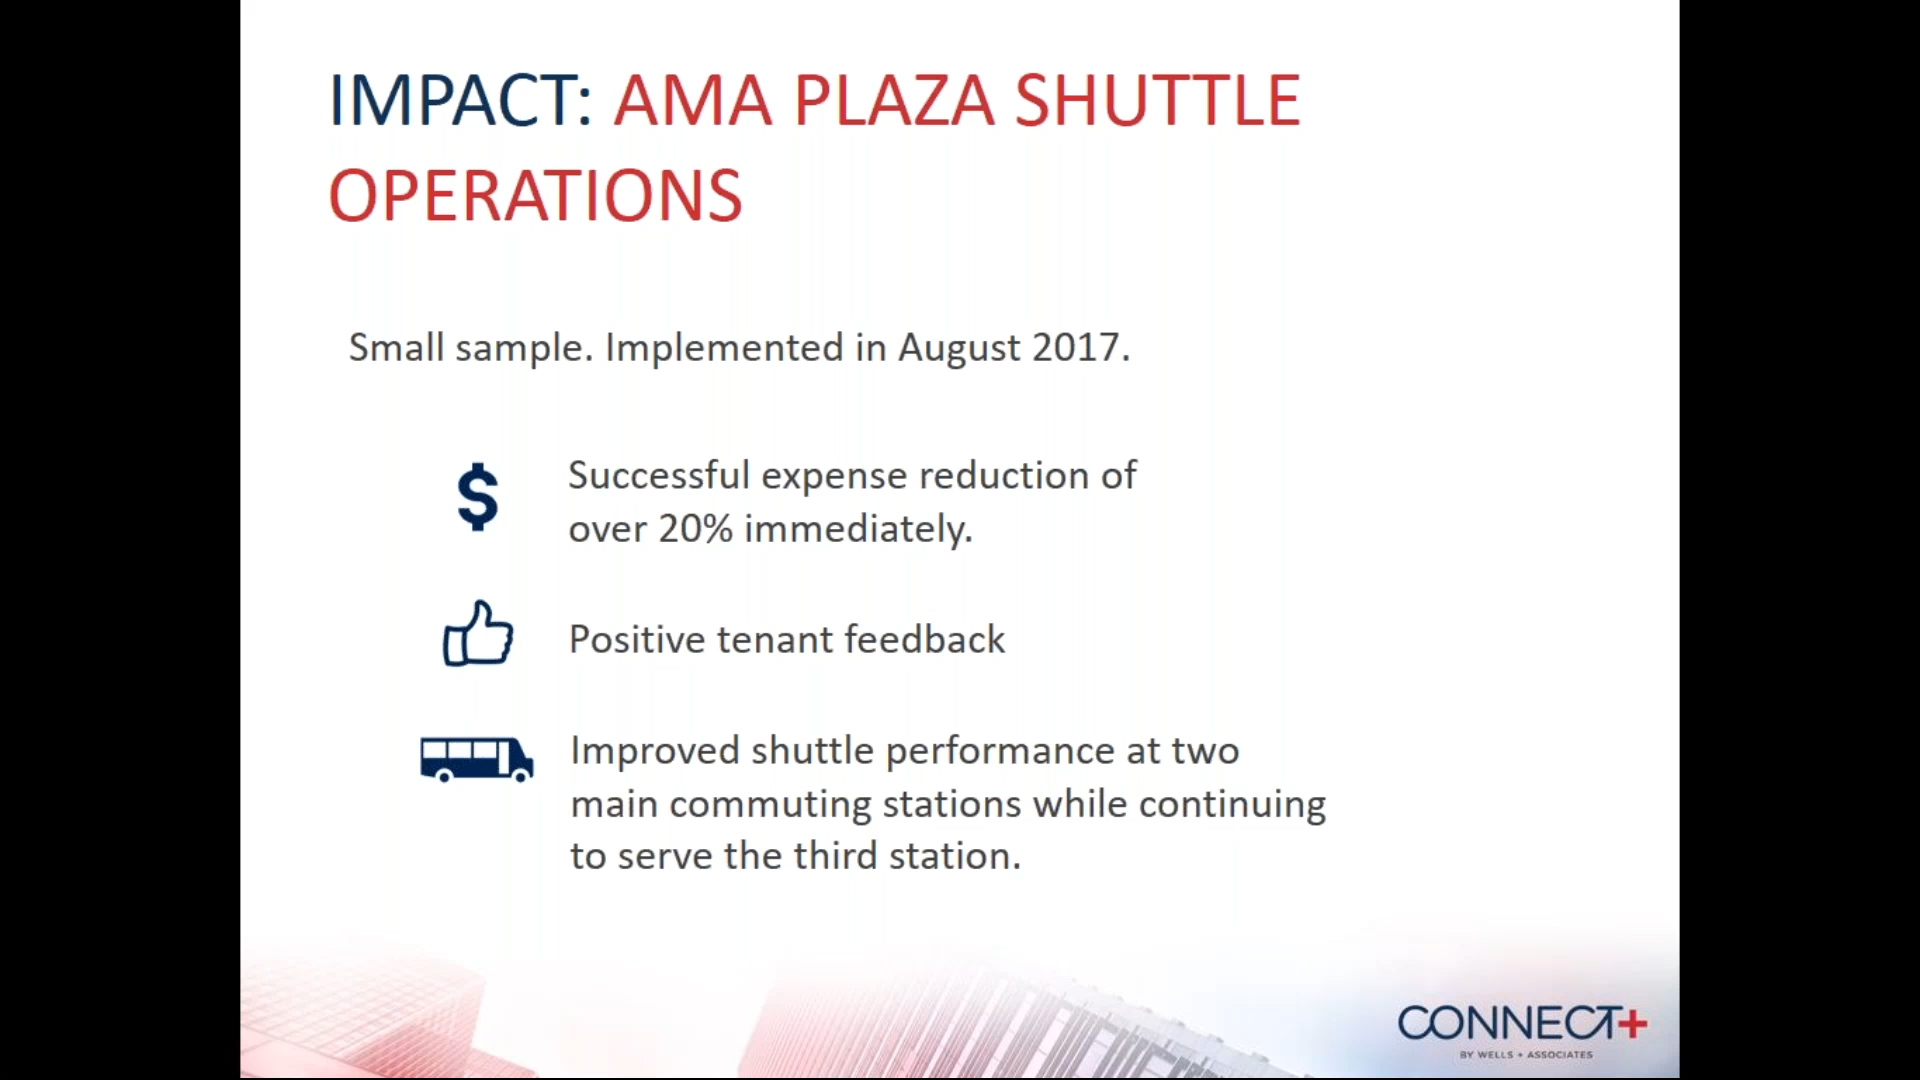 IMPACT: AMA PLAZA SHUTTLE
OPERATIONS
Small sample. Implemented in August 2017.
$
Successful expense reduction of
over 20% immediately.
Positive tenant feedback
Improved shuttle performance at two
main commuting stations while continuing
to serve the third station.
CONNECT+
BY WELLS + ASSOCIATES